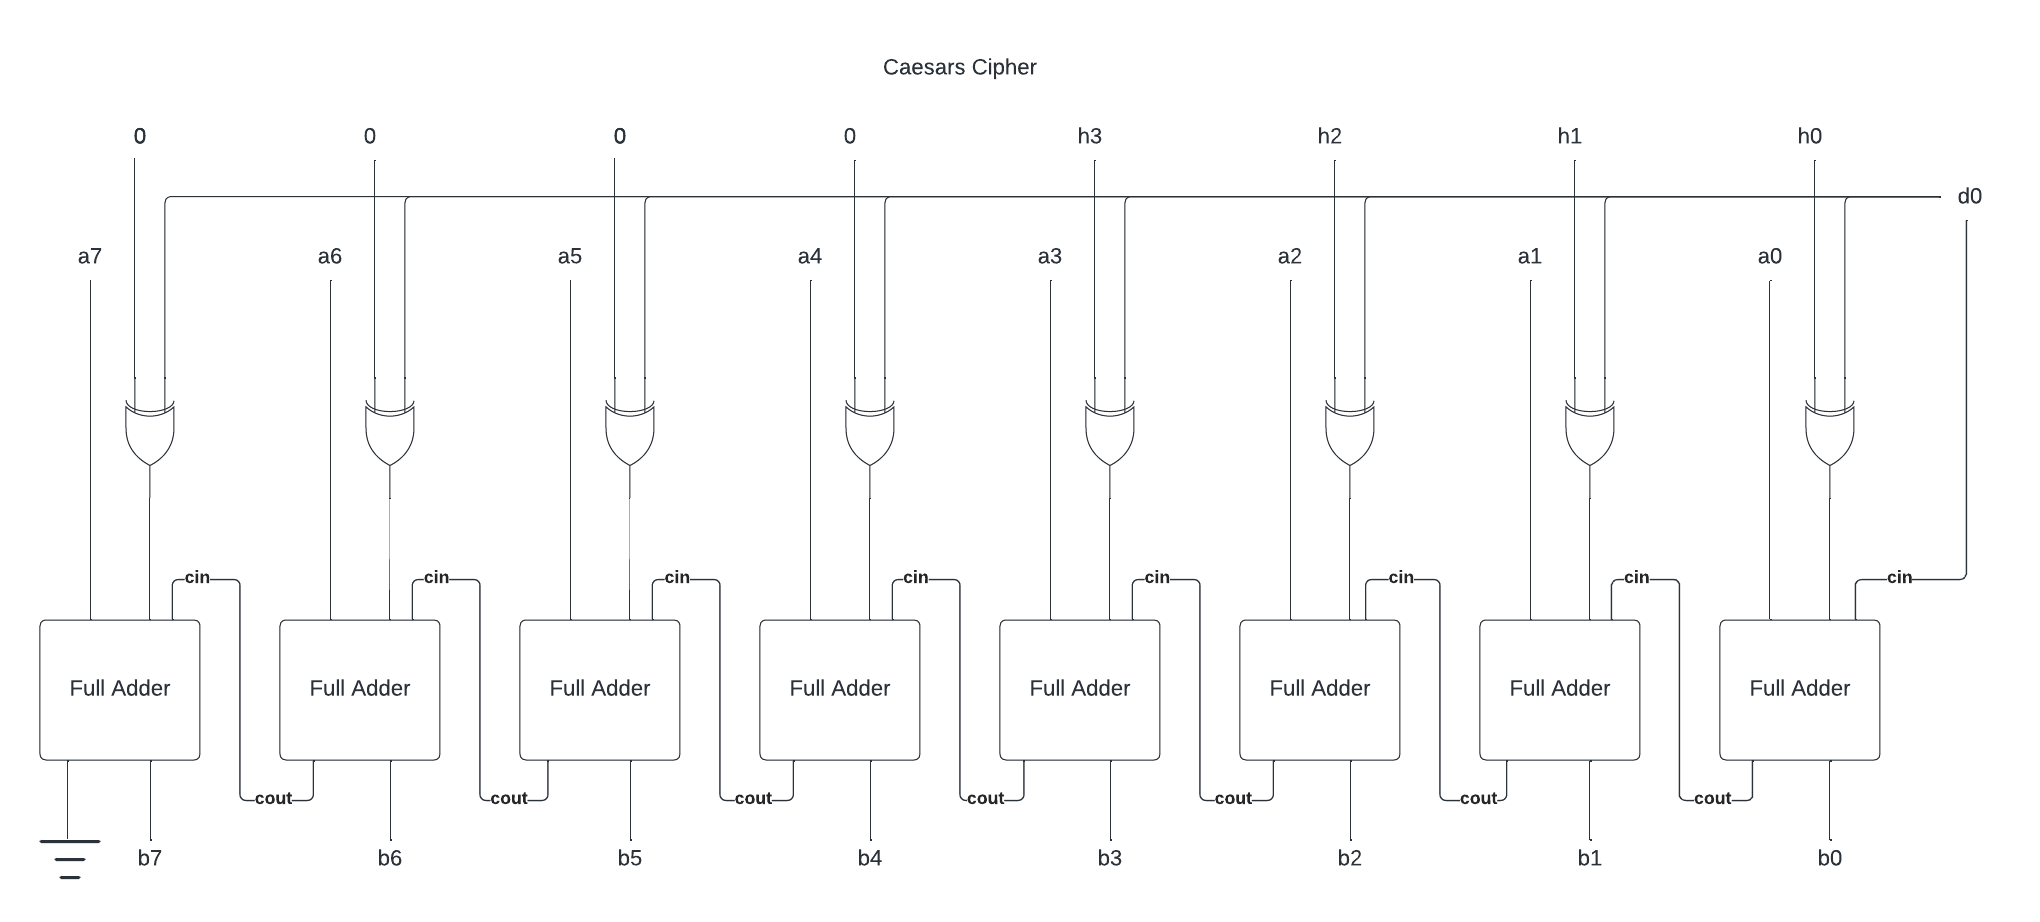 Caesars Cipher
0 0 0 0 h3 h2 h1 h0
d0
a7 a6 a5 a4 a3 a2 a1 a0
cin cin cin cin cin cin cin cin
Full Adder Full Adder Full Adder Full Adder Full Adder Full Adder Full Adder Full Adder
cout cout cout cout cout cout cout
b7 b6 b5 b4 b3 b2 b1 b0